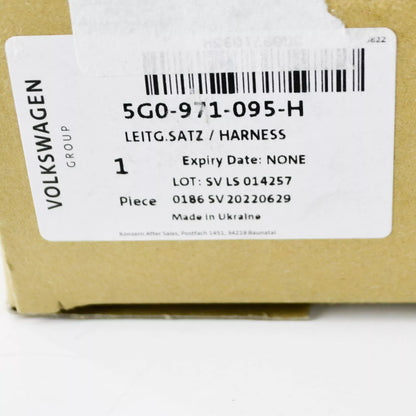 VOLKSWAGEN
GROUP
5G0-971-095-H
LEITG.SATZ / HARNESS
1 Expiry Date: NONE
LOT: SV LS 014257
Piece 0186 SV 20220629
Made in Ukraine
Konzern After Sales, Postfach 1451, 34219 Baunatal